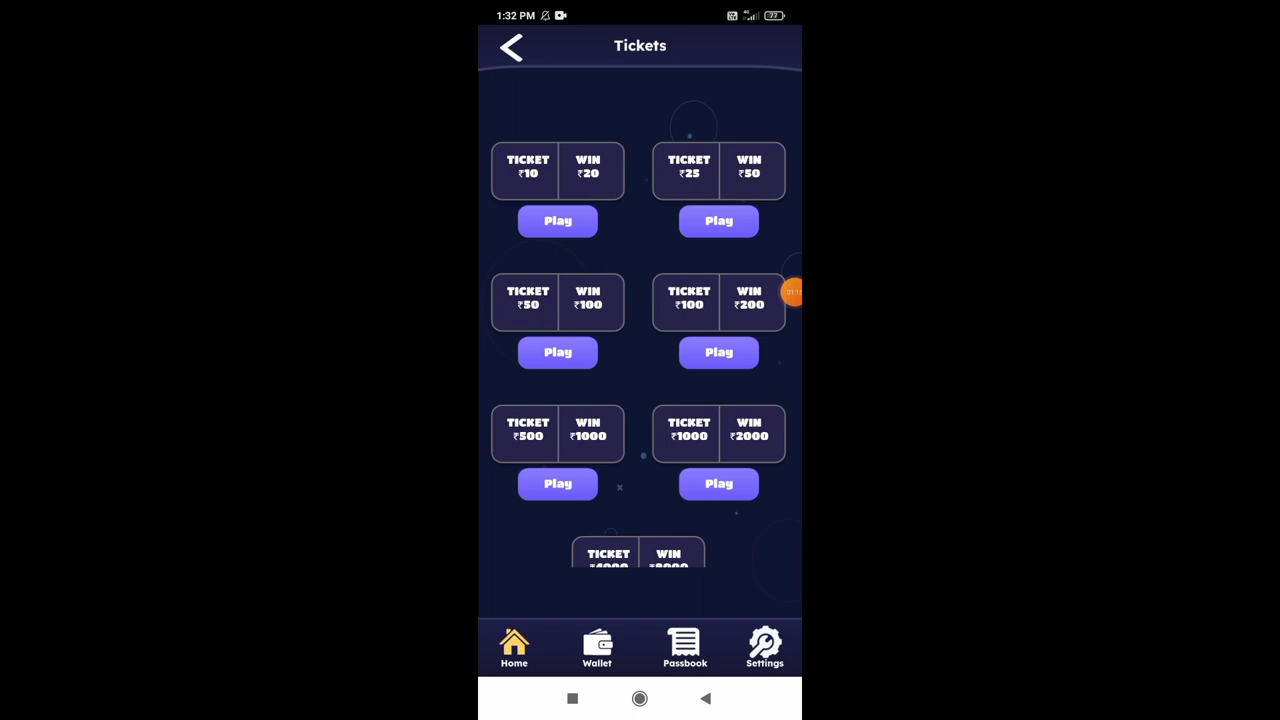 1:32 PM
77
Tickets
TICKET WIN
₹10 ₹20
TICKET WIN
₹25 ₹50
Play
Play
TICKET WIN
₹50 ₹100
TICKET WIN
₹100 ₹200
Play
Play
TICKET WIN
₹500 ₹1000
TICKET WIN
₹1000 ₹2000
Play
Play
TICKET WIN
Home Wallet Passbook Settings